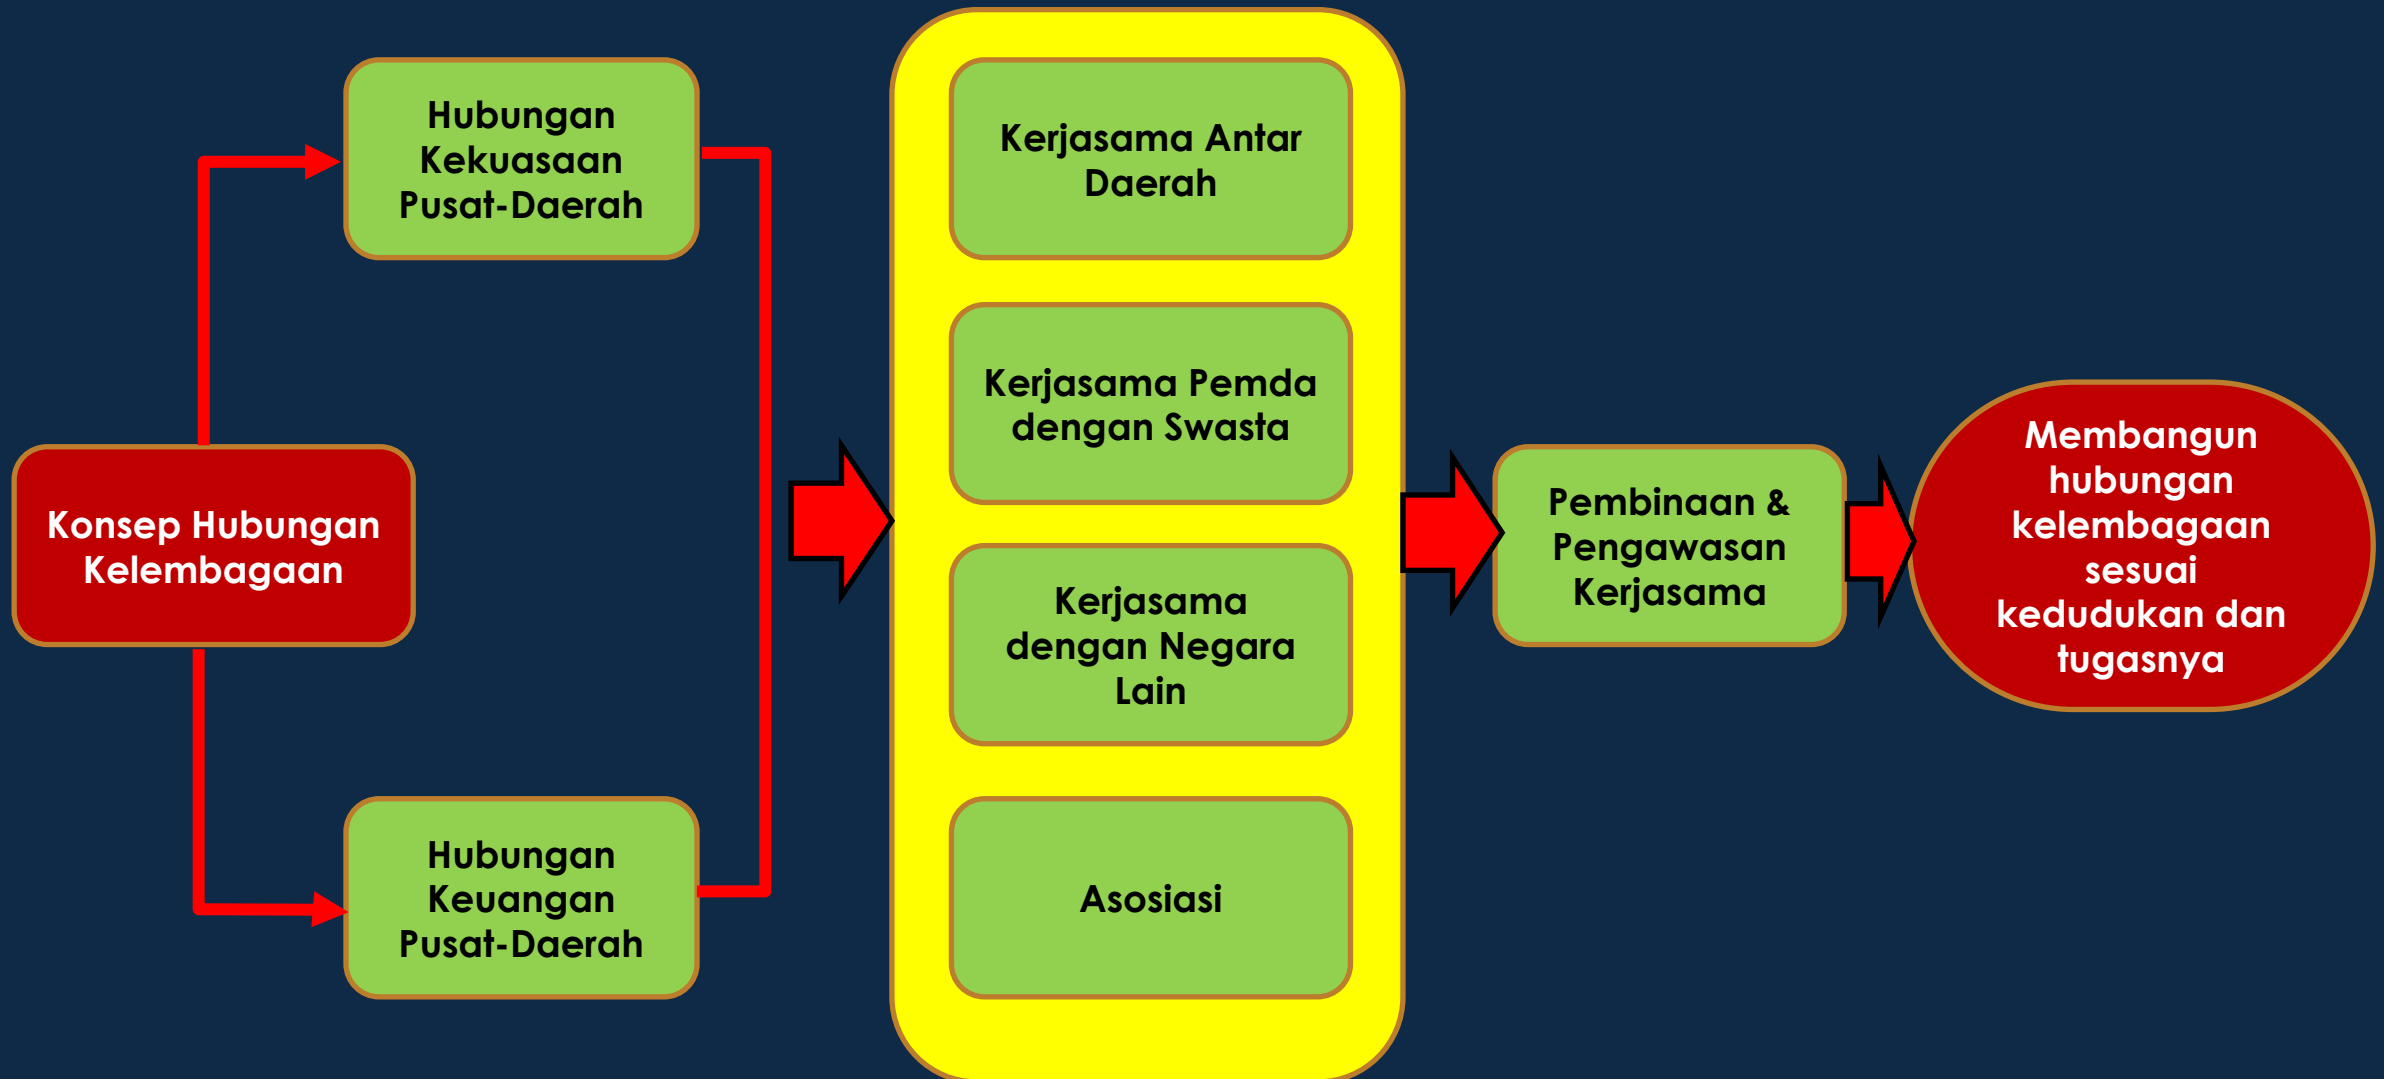 Konsep Hubungan
Kelembagaan
Hubungan
Kekuasaan
Pusat-Daerah
Hubungan
Keuangan
Pusat-Daerah
Kerjasama Antar
Daerah
Kerjasama Pemda
dengan Swasta
Kerjasama
dengan Negara
Lain
Asosiasi
Pembinaan &
Pengawasan
Kerjasama
Membangun
hubungan
kelembagaan
sesuai
kedudukan dan
tugasnya